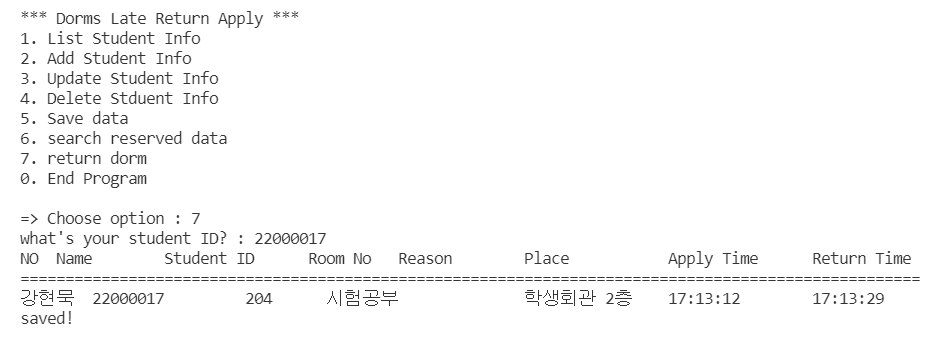 *** Dorms Late Return Apply ***
1. List Student Info
2. Add Student Info
3. Update Student Info
4. Delete Stduent Info
5. Save data
6. search reserved data
7. return dorm
0. End Program
=> Choose option : 7
what's your student ID? : 22000017
NO  Name        Student ID      Room No   Reason        Place           Apply Time      Return Time
====================================================================================================
강현묵  22000017         204      시험공부              학생회관 2층    17:13:12        17:13:29
saved!